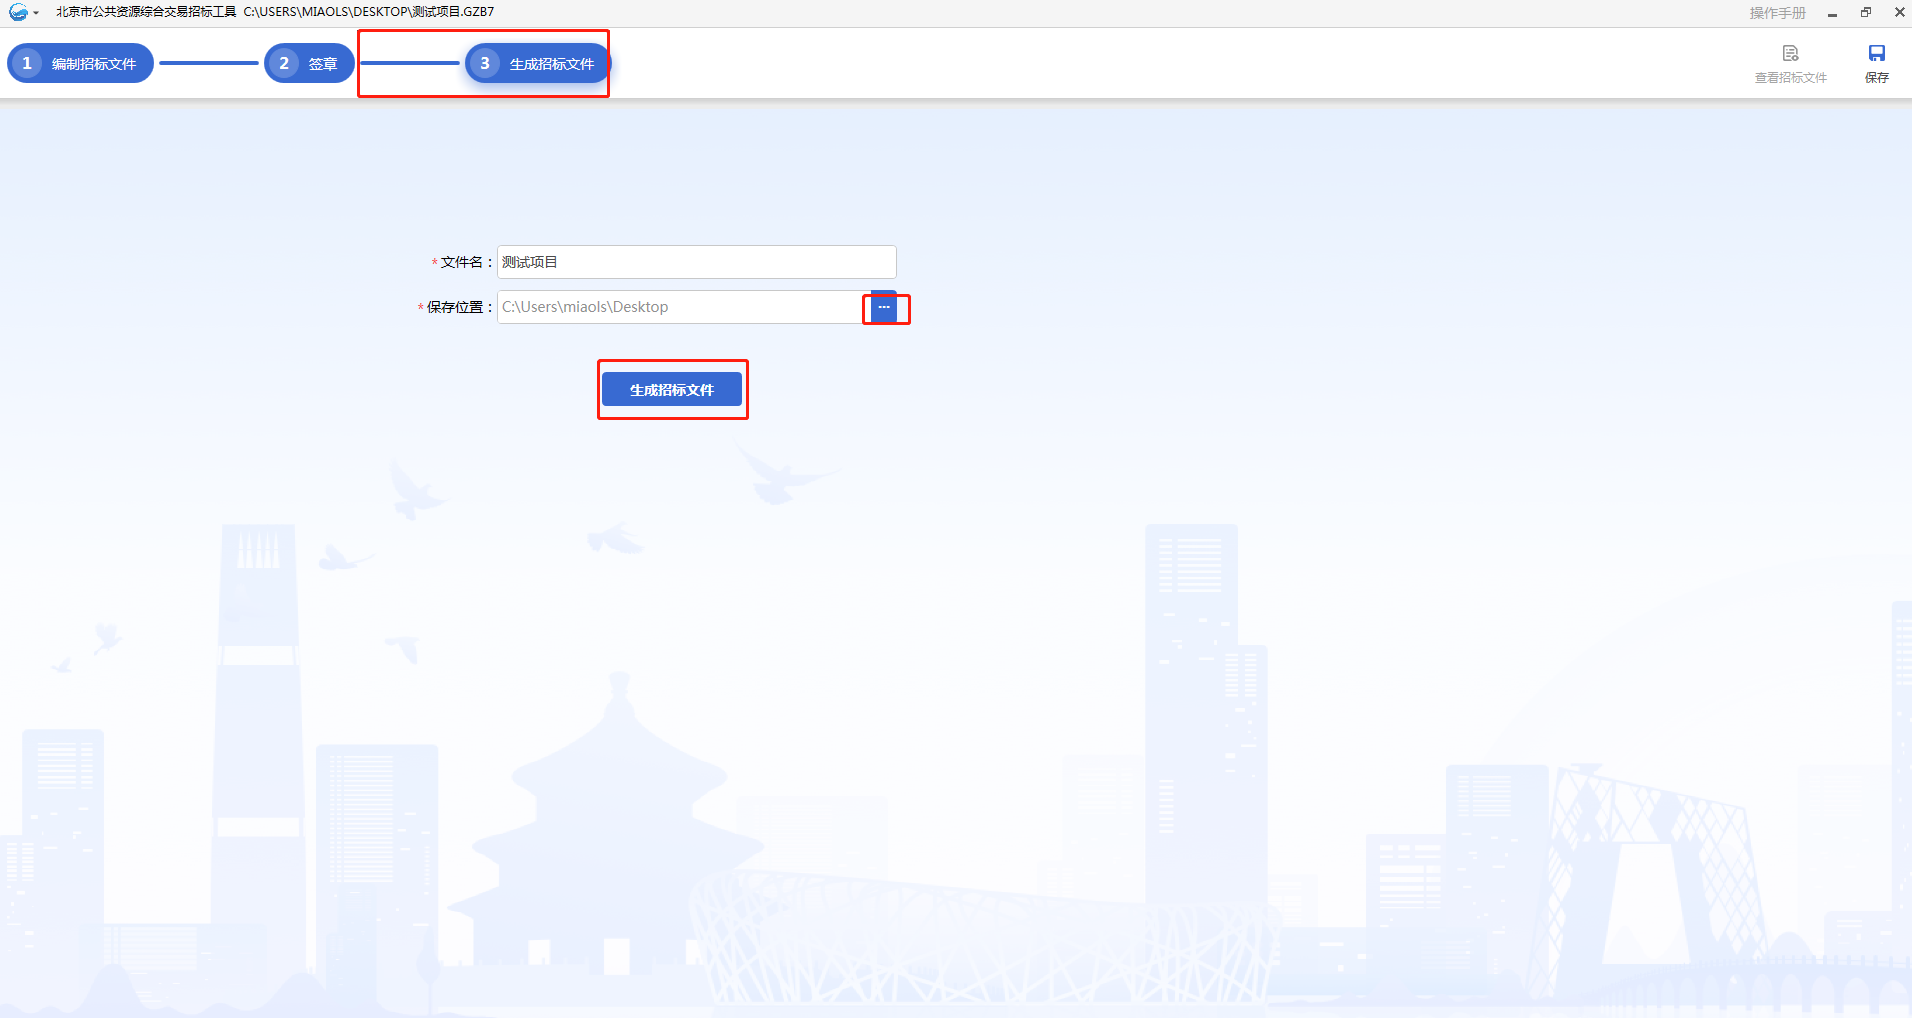 北京市公共资源综合交易招标工具 C:\USERS\MIAOLS\DESKTOP\测试项目.GZB7
操作手册
1 编制招标文件
2 签章
3 生成招标文件
查看招标文件
保存
*文件名：测试项目
*保存位置：C:\Users\miaols\Desktop ...
生成招标文件